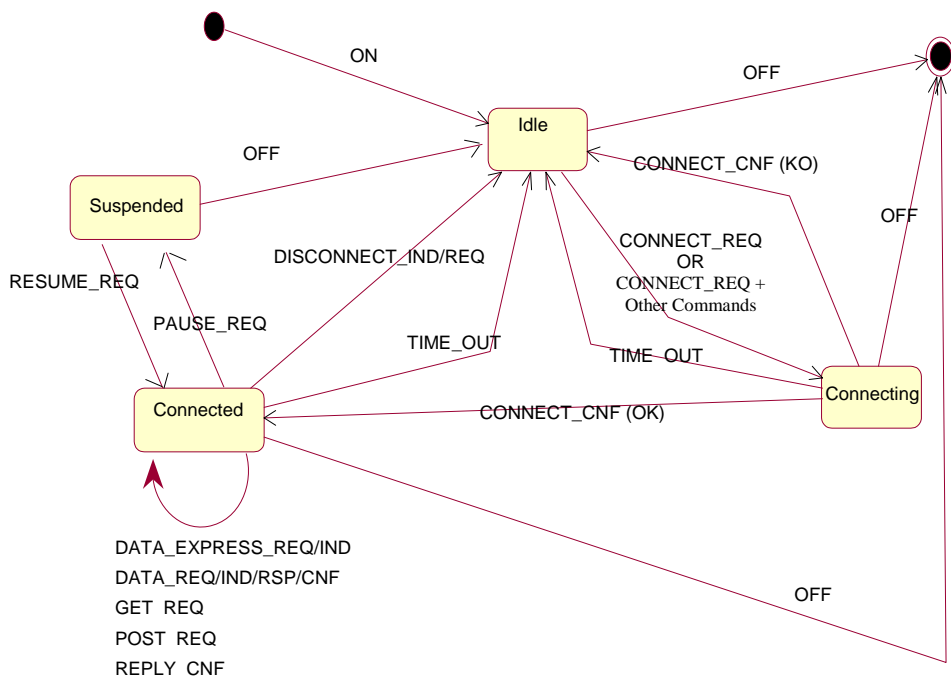 ON
OFF
Idle
OFF
CONNECT_CNF (KO)
Suspended
OFF
CONNECT_REQ
OR
CONNECT_REQ +
Other Commands
DISCONNECT_IND/REQ
RESUME_REQ
PAUSE_REQ
TIME_OUT
TIME_OUT
Connected
Connecting
CONNECT_CNF (OK)
DATA_EXPRESS_REQ/IND
DATA_REQ/IND/RSP/CNF
GET_REQ
POST_REQ
REPLY_CNF
OFF